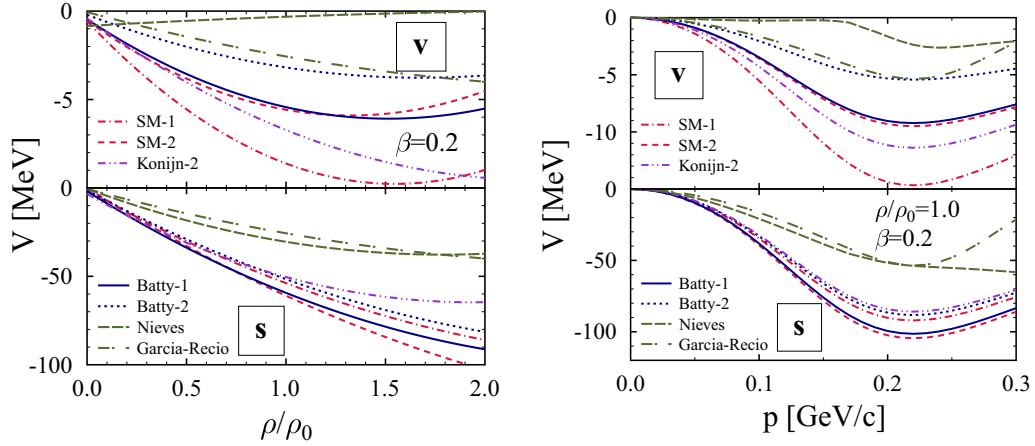 0
-5
0
-50
-100
V [MeV]
V [MeV]
v
SM-1
SM-2
Konijn-2
β=0.2
Batty-1
Batty-2
Nieves
Garcia-Recio
s
0.0
0.5
1.0
1.5
2.0
ρ/ρ0
0
-5
-10
0
-50
-100
V [MeV]
V [MeV]
v
SM-1
SM-2
Konijn-2
ρ/ρ0=1.0
β=0.2
Batty-1
Batty-2
Nieves
Garcia-Recio
s
0.0
0.1
0.2
0.3
p [GeV/c]